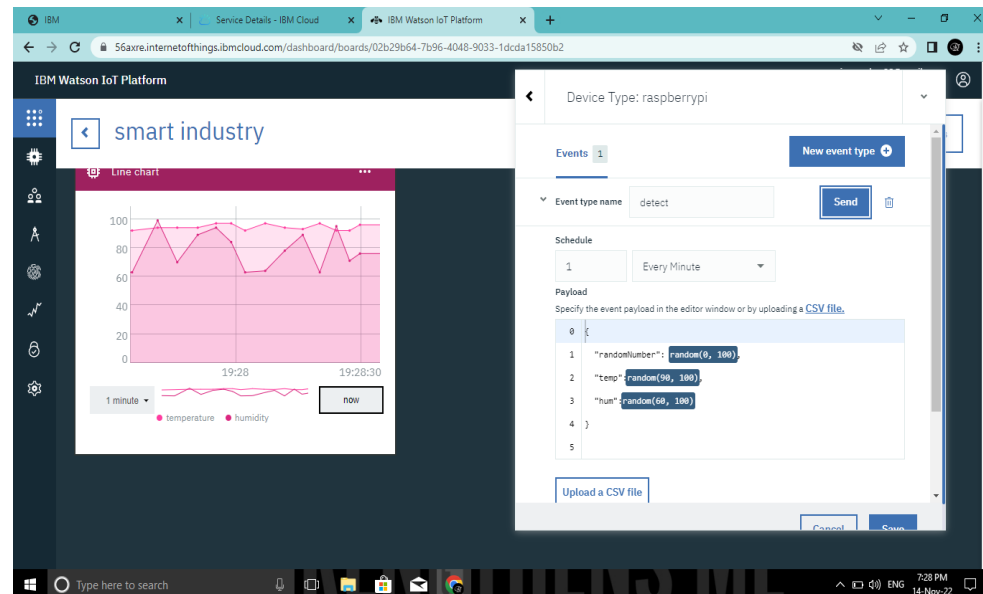 IBM
Service Details - IBM Cloud
IBM Watson IoT Platform
56axre.internetofthings.ibmcloud.com/dashboard/boards/02b29b64-7b96-4048-9033-1dcda15850b2
IBM Watson IoT Platform
smart industry
Line chart
100
80
60
40
20
0
19:28
19:28:30
1 minute
now
temperature
humidity
Device Type: raspberrypi
Events 1
New event type
Event type name
detect
Send
Schedule
1
Every Minute
Payload
Specify the event payload in the editor window or by uploading a CSV file.
0 {
1 "randomNumber": random(0, 100),
2 "temp":random(90, 100),
3 "hum":random(60, 100)
4 }
5
Upload a CSV file
Cancel
Save
Type here to search
ENG
7:28 PM
14-Nov-22